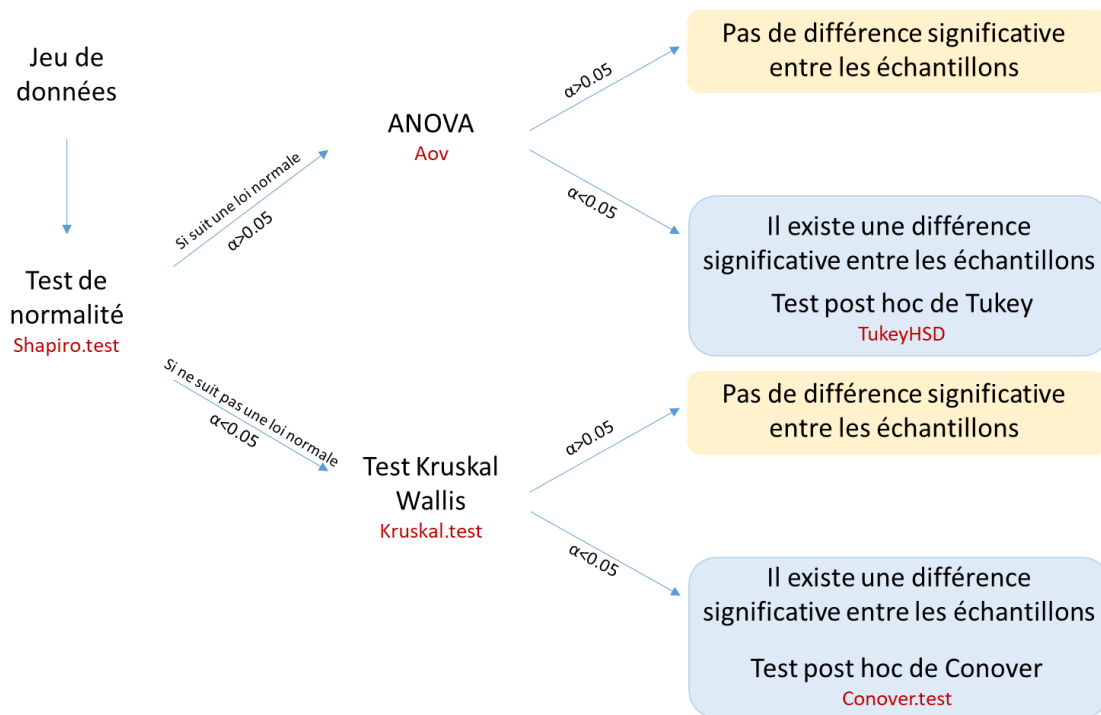 Jeu de
données
Test de
normalité
Shapiro.test
Si suit une loi normale
α>0.05
Si ne suit pas une loi normale
α<0.05
ANOVA
Aov
α>0.05
α<0.05
Pas de différence significative
entre les échantillons
Il existe une différence
significative entre les échantillons
Test post hoc de Tukey
TukeyHSD
Test Kruskal
Wallis
Kruskal.test
α>0.05
α<0.05
Pas de différence significative
entre les échantillons
Il existe une différence
significative entre les échantillons
Test post hoc de Conover
Conover.test